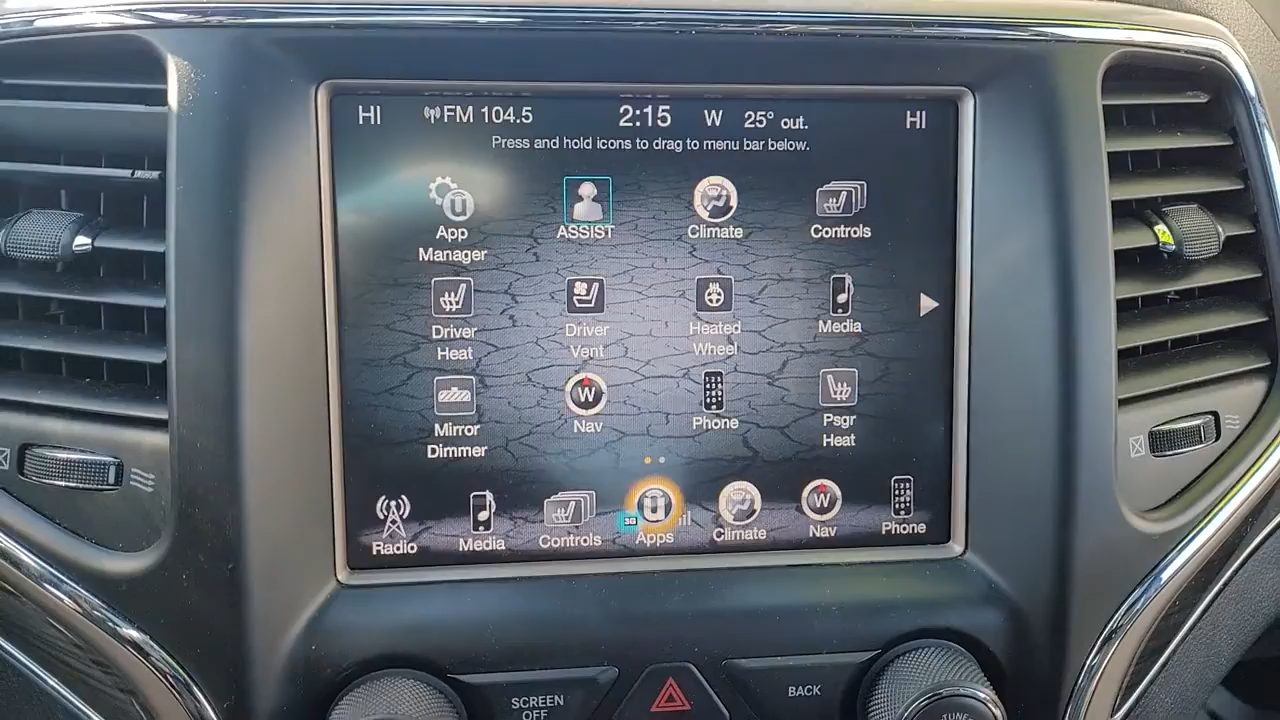 HI FM 104.5 2:15 W 25° out. HI
Press and hold icons to drag to menu bar below.
App
Manager
ASSIST
Climate
Controls
Driver
Heat
Driver
Vent
Heated
Wheel
Media
Mirror
Dimmer
W
Nav
Phone
Psgr
Heat
Radio
Media
Controls
3G
Apps
Climate
W
Nav
Phone
SCREEN
OFF
BACK
TUNE